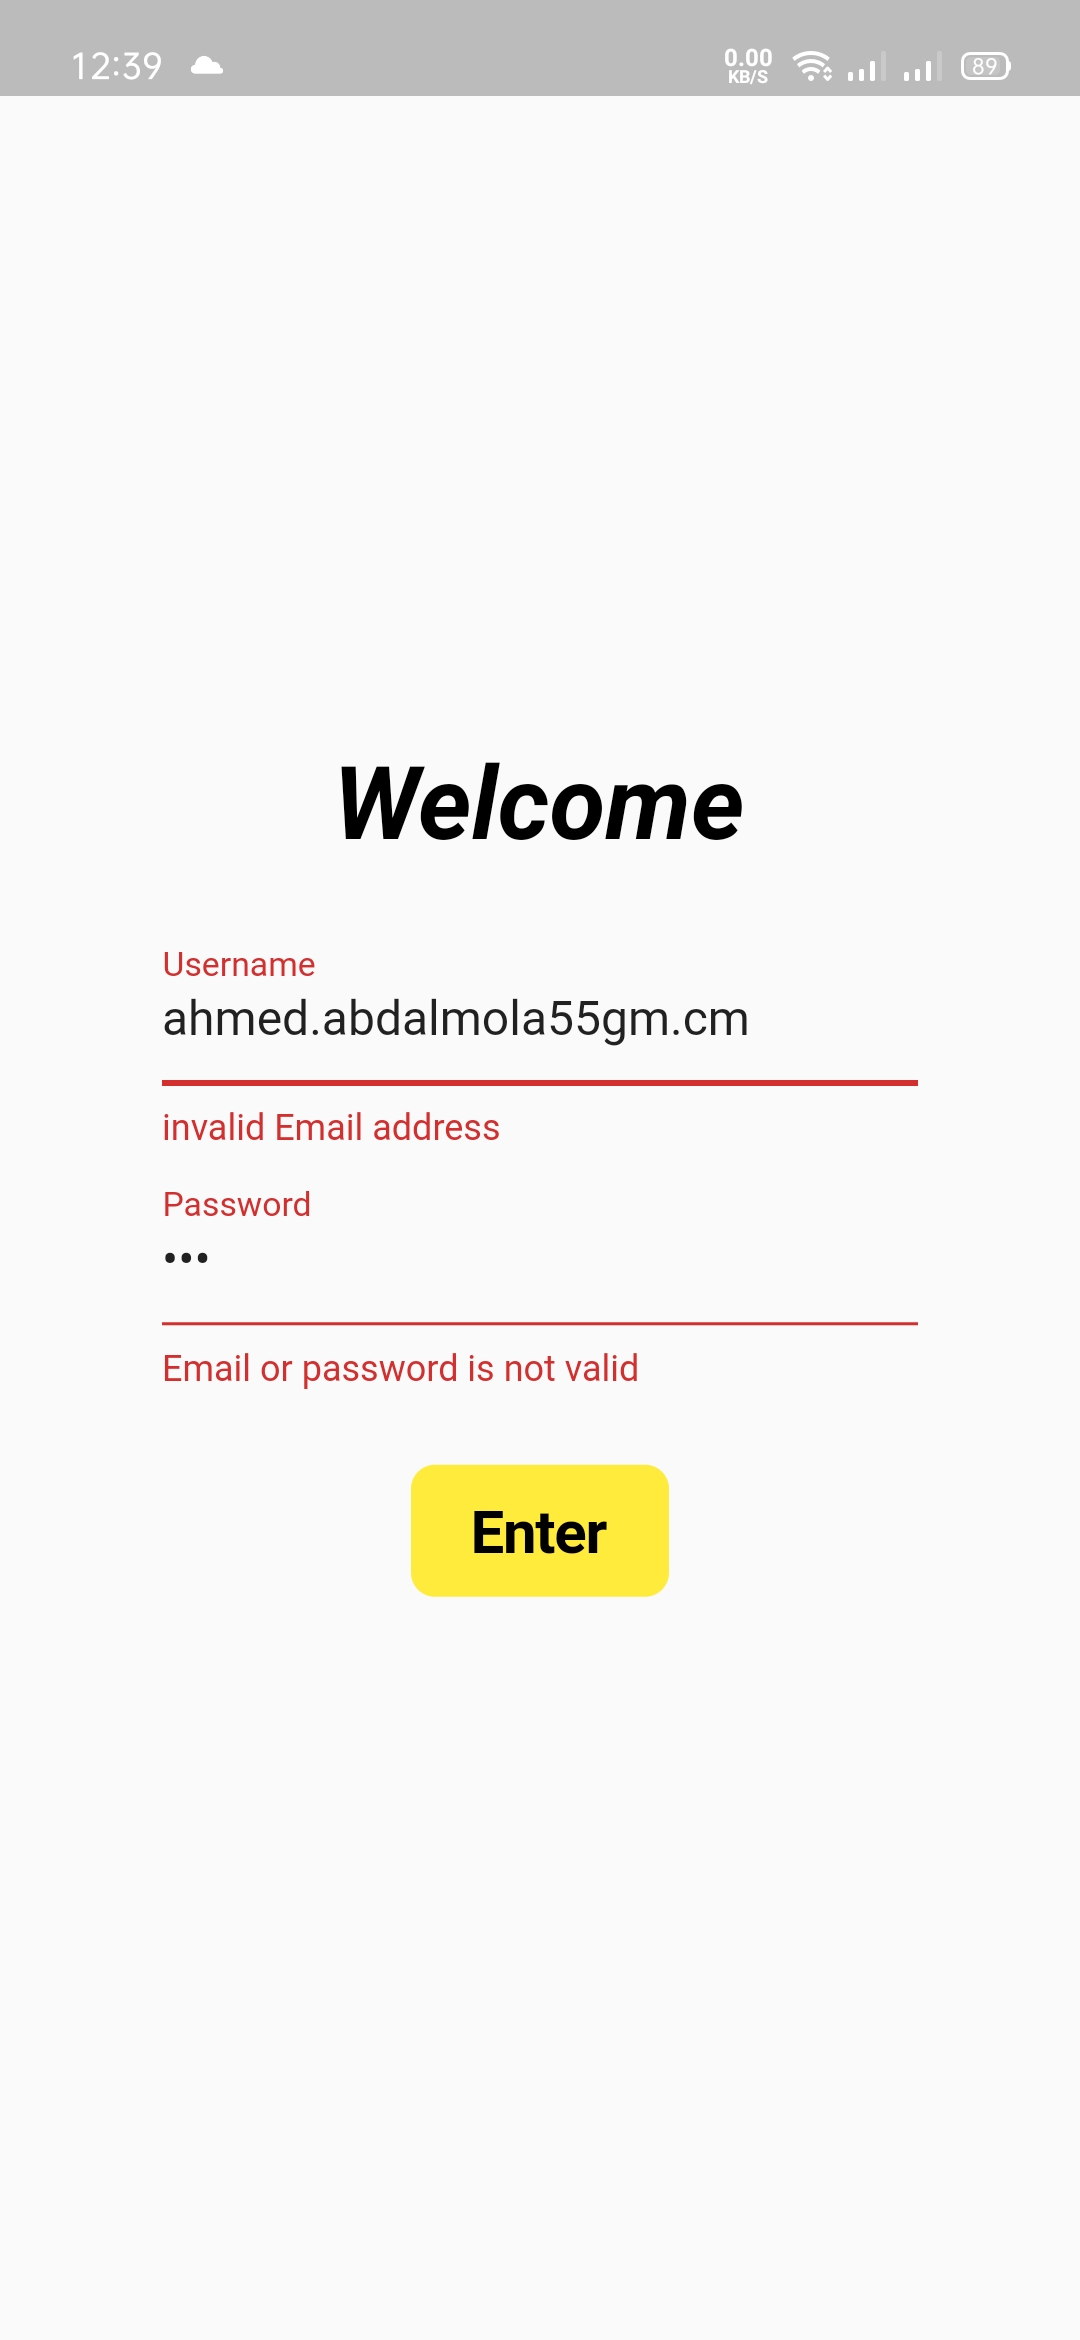 12:39 0.00 KB/S 89
Welcome
Username
ahmed.abdalmola55gm.cm
invalid Email address
Password
•••
Email or password is not valid
Enter